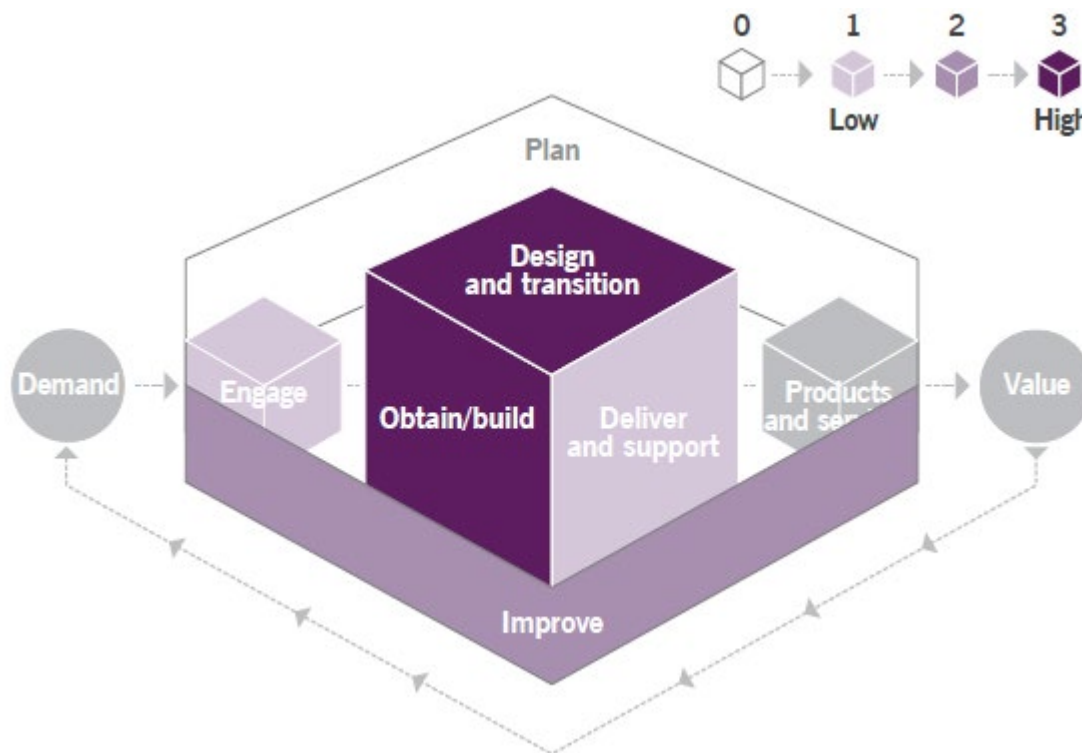 0 1 2 3
Low High
Plan
Design
and transition
Demand
Engage
Obtain/build
Deliver
and support
Products
and
Value
Improve